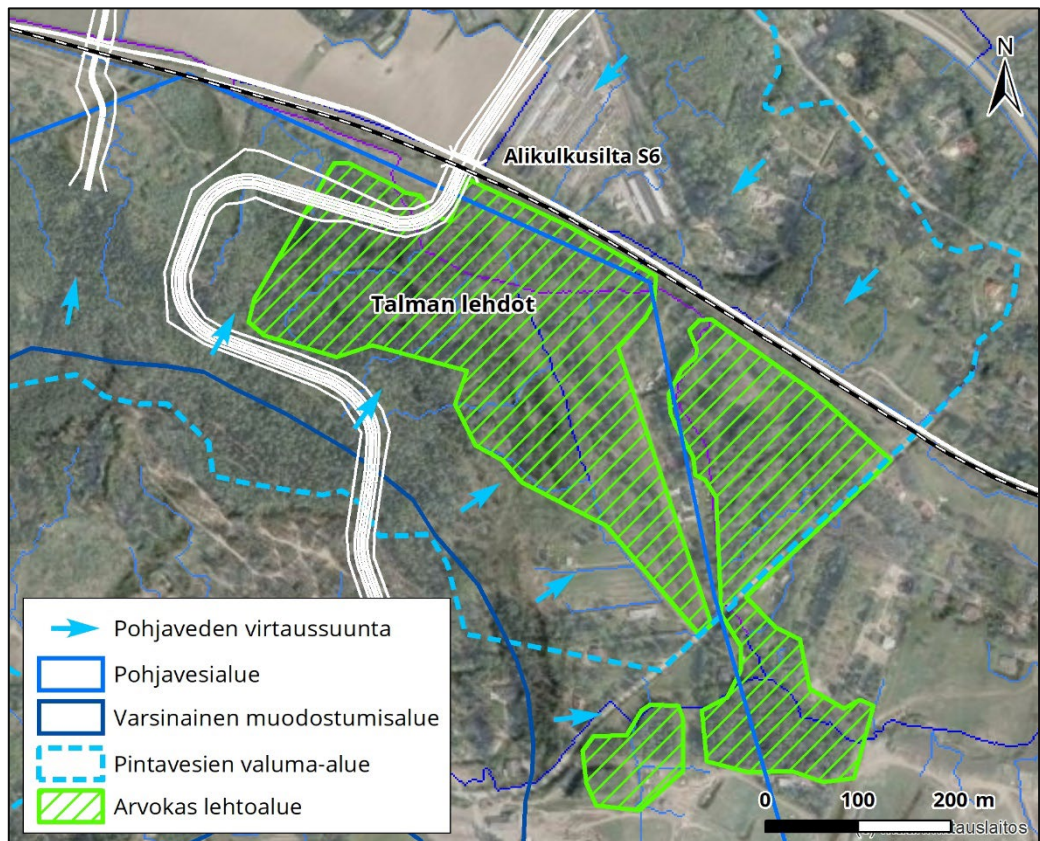 N
Alikulkusilta S6
Talman lehdot
Pohjaveden virtaussuunta
Pohjavesialue
Varsinainen muodostumisalue
Pintavesien valuma-alue
Arvokas lehtoalue
0 100 200 m